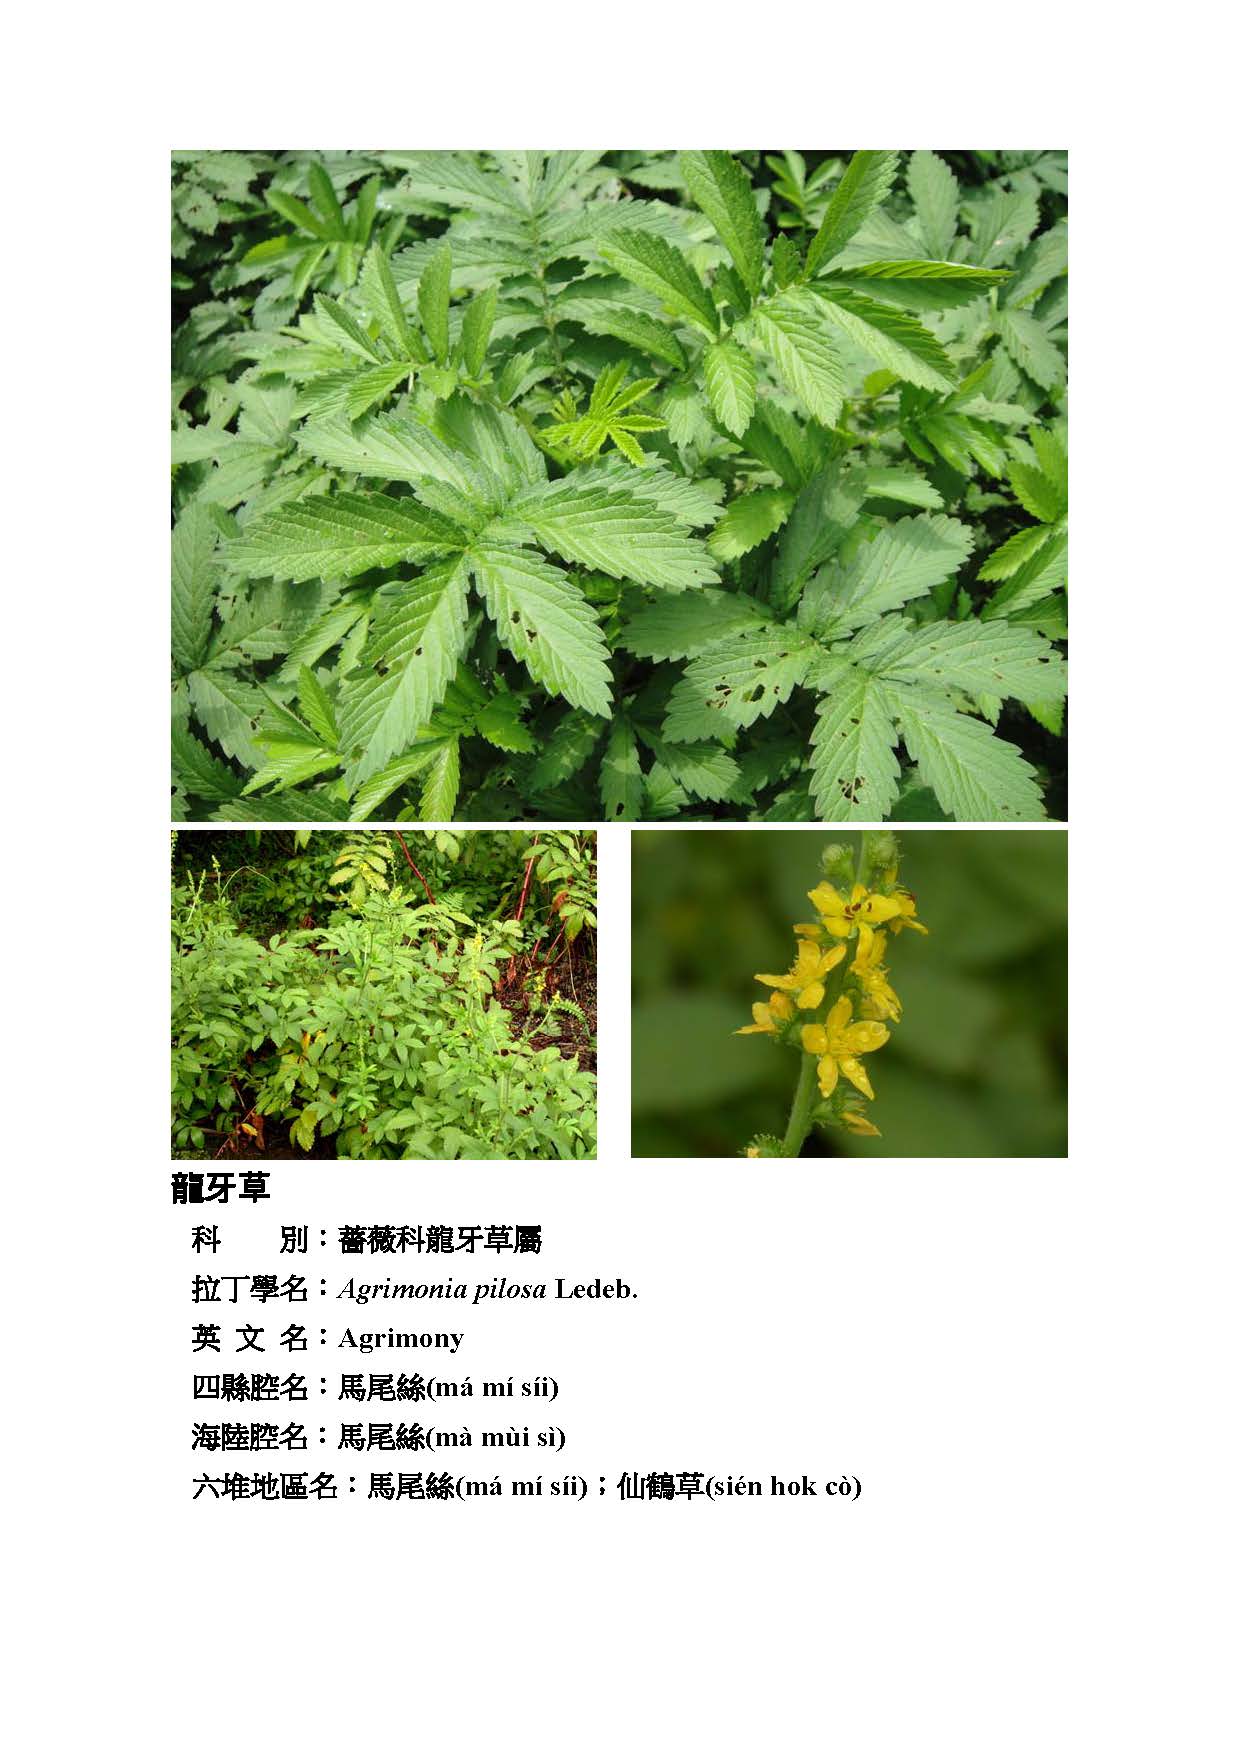 龍牙草
科　　別：薔薇科龍牙草屬
拉丁學名：Agrimonia pilosa Ledeb.
英 文 名：Agrimony
四縣腔名：馬尾絲(má mí síi)
海陸腔名：馬尾絲(mà mùi sì)
六堆地區名：馬尾絲(má mí síi)；仙鶴草(sién hok cò)